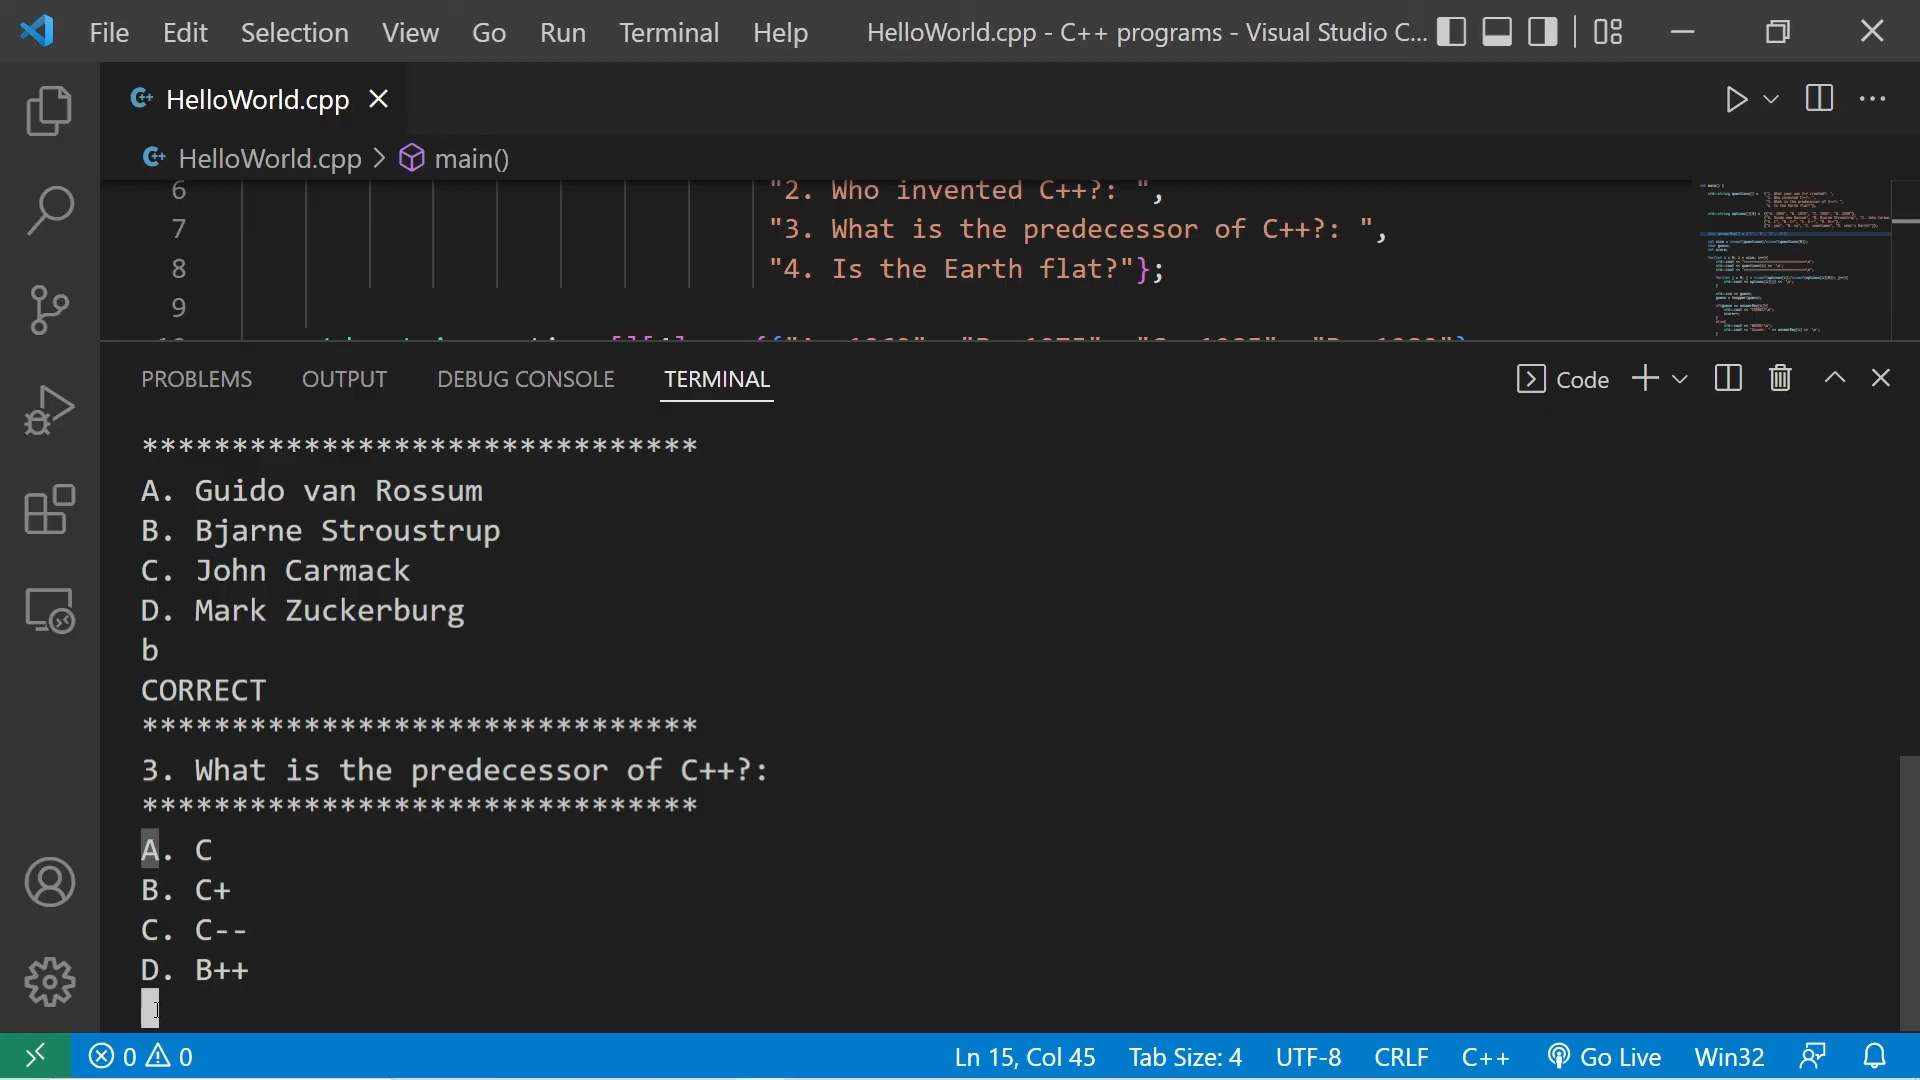 File Edit Selection View Go Run Terminal Help HelloWorld.cpp - C++ programs - Visual Studio C...
HelloWorld.cpp
HelloWorld.cpp > main()
6 "2. Who invented C++?: ",
7 "3. What is the predecessor of C++?: ",
8 "4. Is the Earth flat?"};
9
PROBLEMS OUTPUT DEBUG CONSOLE TERMINAL Code
*******************************
A. Guido van Rossum
B. Bjarne Stroustrup
C. John Carmack
D. Mark Zuckerburg
b
CORRECT
*******************************
3. What is the predecessor of C++?:
*******************************
A. C
B. C+
C. C--
D. B++
0 0 Ln 15, Col 45 Tab Size: 4 UTF-8 CRLF C++ Go Live Win32